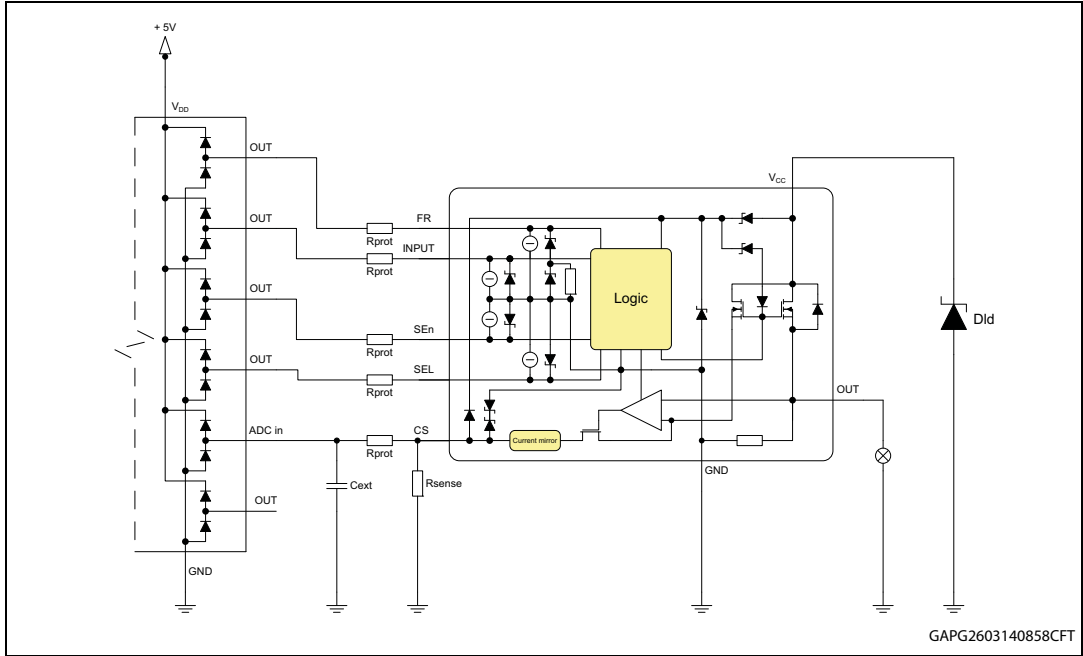 + 5V
VDD
OUT
OUT
OUT
OUT
ADC in
OUT
GND
Rprot
Rprot
Rprot
Rprot
Rprot
FR
INPUT
SEn
SEL
CS
Cext
Rsense
VCC
Logic
Current mirror
OUT
GND
Dld
GAPG2603140858CFT